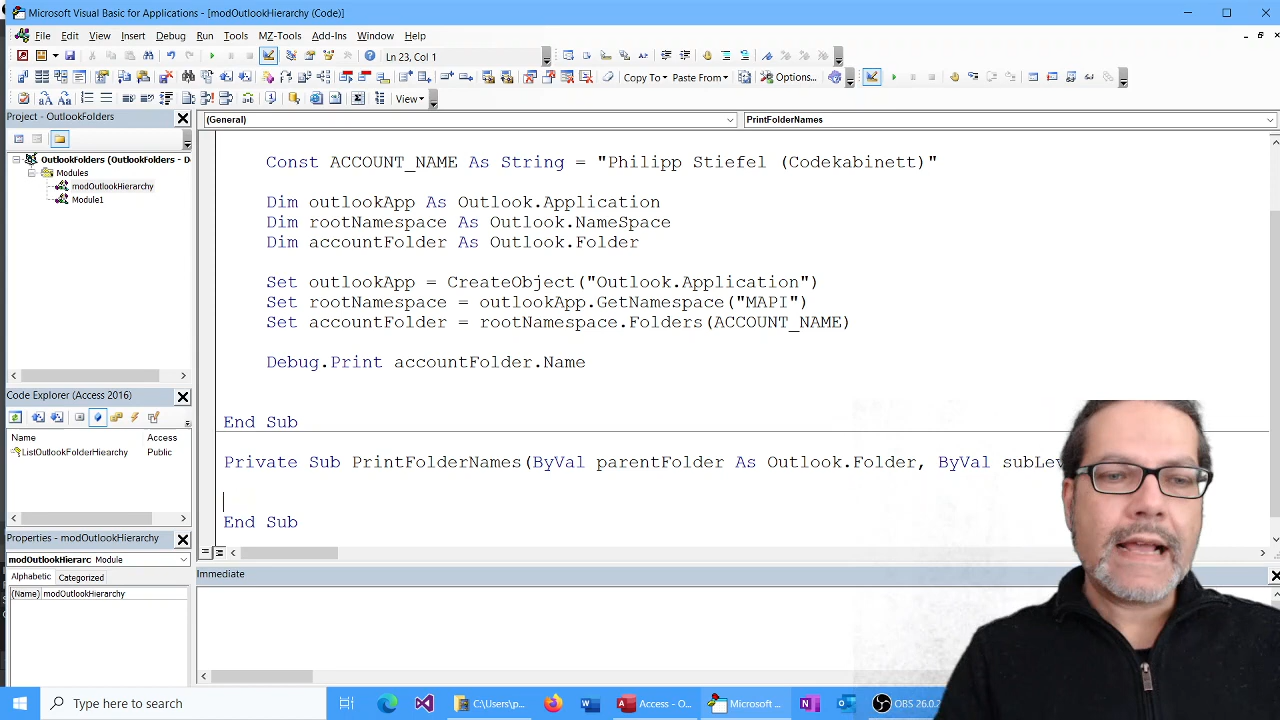 Microsoft Visual Basic for Applications - [modOutlookHierarchy (Code)]
File Edit View Insert Debug Run Tools MZ-Tools Add-Ins Window Help
Ln 23, Col 1
Copy To Paste From Options...
View
Project - OutlookFolders
(General) PrintFolderNames
OutlookFolders (OutlookFolders - D
Modules
modOutlookHierarchy
Module1
Const ACCOUNT_NAME As String = "Philipp Stiefel (Codekabinett)"
Dim outlookApp As Outlook.Application
Dim rootNamespace As Outlook.NameSpace
Dim accountFolder As Outlook.Folder
Set outlookApp = CreateObject("Outlook.Application")
Set rootNamespace = outlookApp.GetNamespace("MAPI")
Set accountFolder = rootNamespace.Folders(ACCOUNT_NAME)
Debug.Print accountFolder.Name
End Sub
Private Sub PrintFolderNames(ByVal parentFolder As Outlook.Folder, ByVal subLev
End Sub
Code Explorer (Access 2016)
Name Access
ListOutlookFolderHiearchy Public
Properties - modOutlookHierarchy
modOutlookHierarc Module
Alphabetic Categorized
(Name) modOutlookHierarchy
Immediate
Type here to search
C:\Users\p...
Access - O...
Microsoft ...
OBS 26.0.2